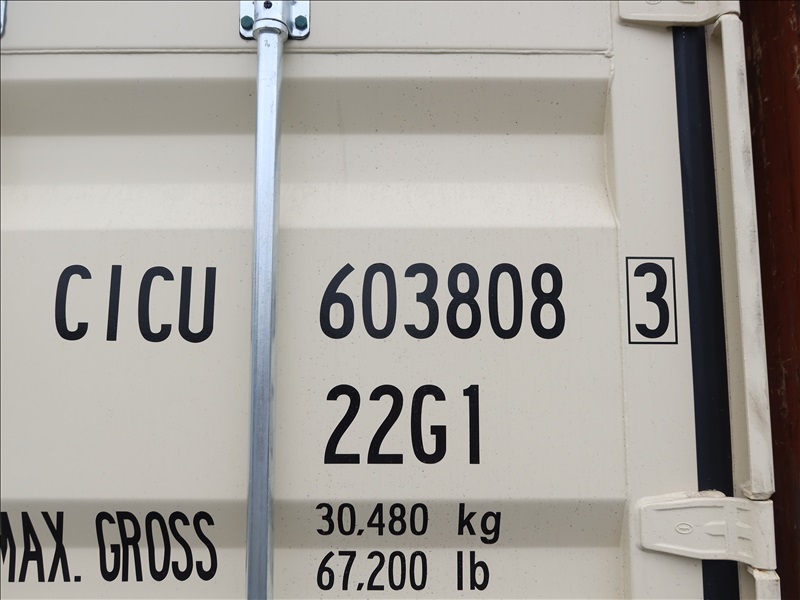 CICU 603808 3
22G1
MAX. GROSS 30,480 kg
67,200 lb